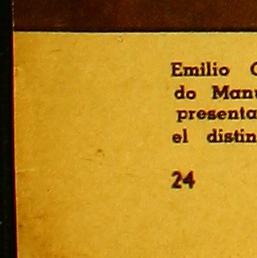 Emilio
do
presenta
el distin
24